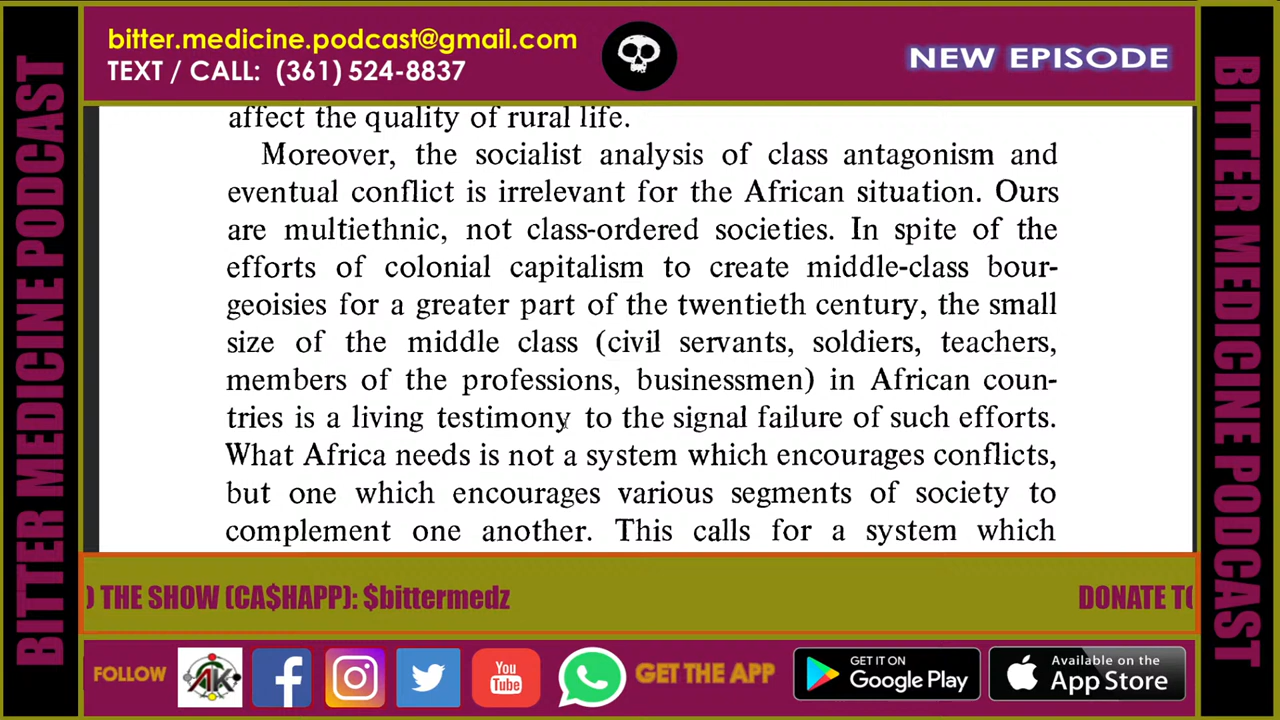 bitter.medicine.podcast@gmail.com
TEXT / CALL: (361) 524-8837
NEW EPISODE
BITTER MEDICINE PODCAST
affect the quality of rural life.
Moreover, the socialist analysis of class antagonism and
eventual conflict is irrelevant for the African situation. Ours
are multiethnic, not class-ordered societies. In spite of the
efforts of colonial capitalism to create middle-class bour-
geoisies for a greater part of the twentieth century, the small
size of the middle class (civil servants, soldiers, teachers,
members of the professions, businessmen) in African coun-
tries is a living testimony to the signal failure of such efforts.
What Africa needs is not a system which encourages conflicts,
but one which encourages various segments of society to
complement one another. This calls for a system which
BITTER MEDICINE PODCAST
THE SHOW (CA$HAPP): $bittermedz
DONATE TO
FOLLOW
You
Tube
GET THE APP
GET IT ON
Google Play
Available on the
App Store